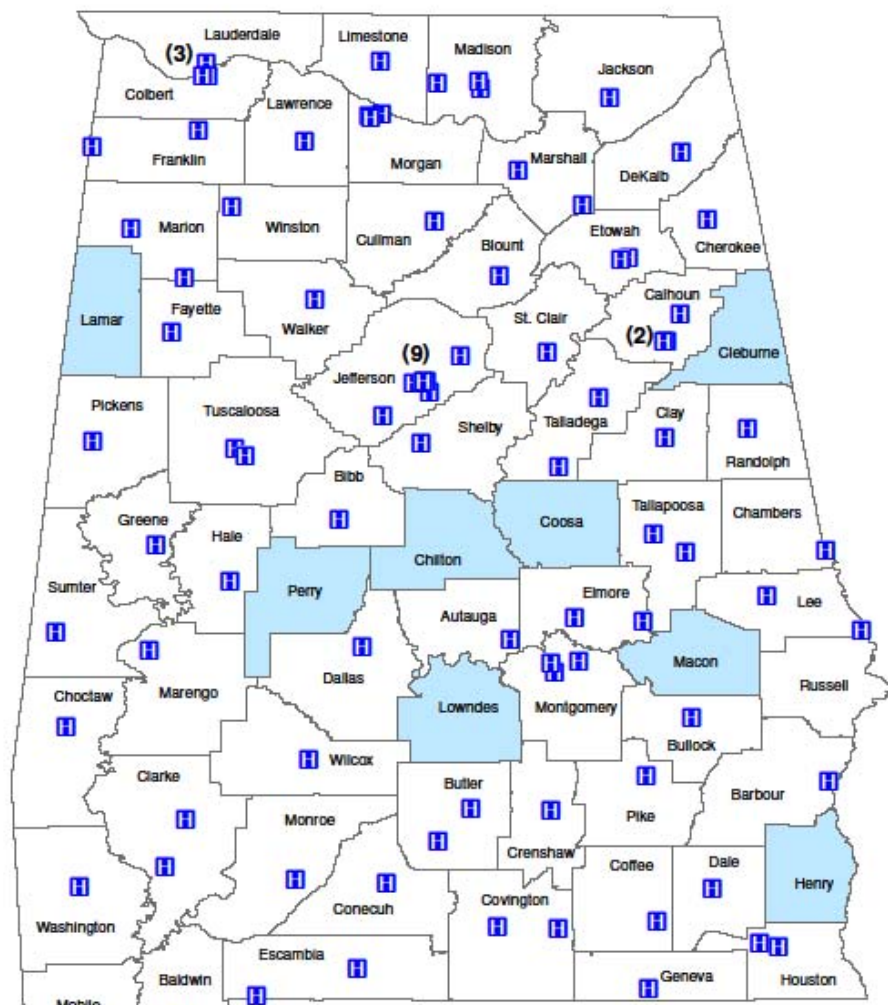 Lauderdale
Limestone
Madison
(3)
Jackson
Colbert
Lawrence
Franklin
Morgan
Marshall
DeKalb
Marion
Winston
Cullman
Blount
Etowah
Cherokee
Lamar
Fayette
Walker
St. Clair
Calhoun
(2)
Cleburne
(9)
Jefferson
Pickens
Tuscaloosa
Shelby
Talladega
Clay
Randolph
Bibb
Greene
Hale
Chilton
Coosa
Tallapoosa
Chambers
Sumter
Perry
Autauga
Elmore
Lee
Choctaw
Marengo
Dallas
Lowndes
Montgomery
Macon
Russell
Bullock
Clarke
Wilcox
Butler
Crenshaw
Pike
Barbour
Monroe
Washington
Conecuh
Covington
Coffee
Dale
Henry
Escambia
Baldwin
Geneva
Houston
Mobile